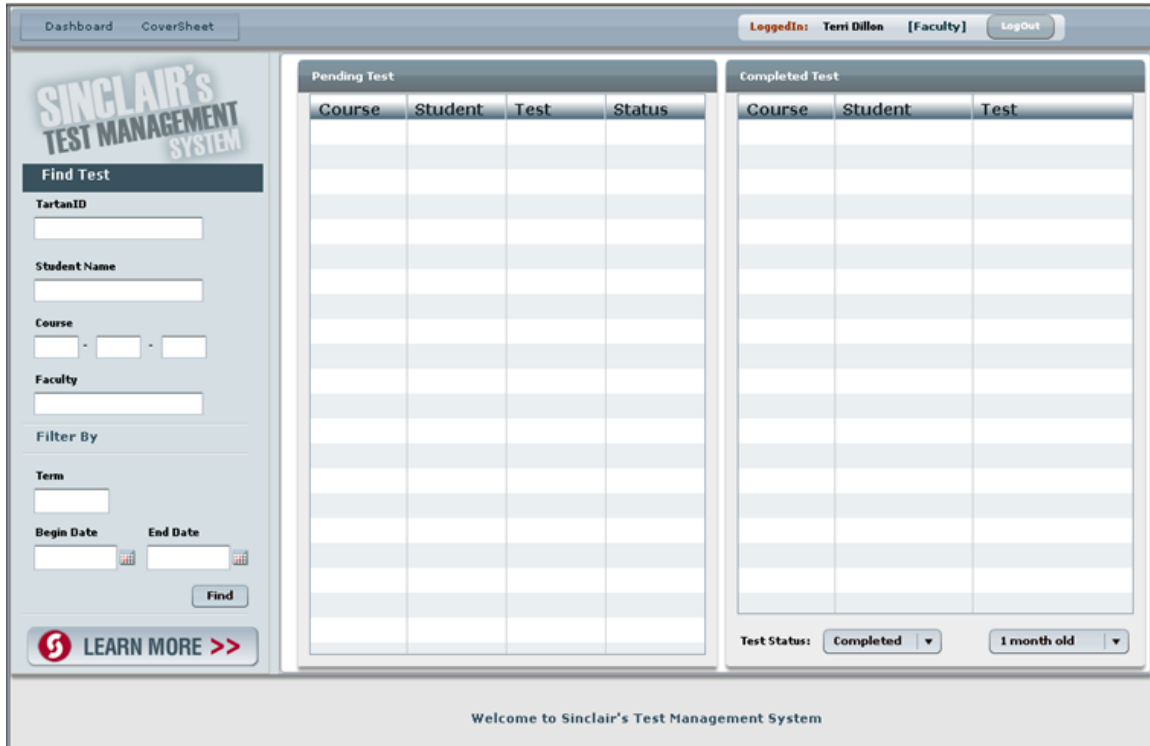 Dashboard CoverSheet
LoggedIn: Terri Dillon [Faculty] LogOut
SINCLAIR'S
TEST MANAGEMENT
SYSTEM
Find Test
TartanID
Student Name
Course
- -
Faculty
Filter By
Term
Begin Date End Date
Find
LEARN MORE >>
Pending Test
Course Student Test Status
Completed Test
Course Student Test
Test Status: Completed 1 month old
Welcome to Sinclair's Test Management System